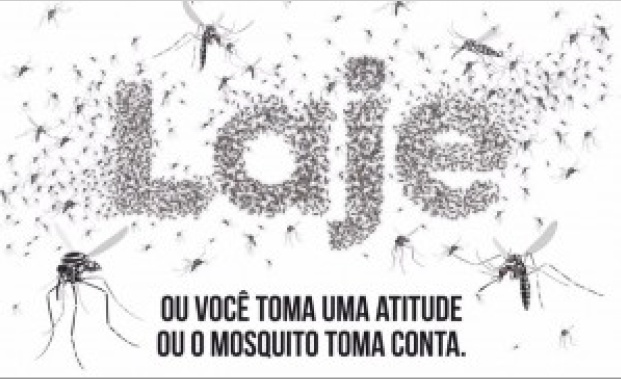 Laje
OU VOCÊ TOMA UMA ATITUDE
OU O MOSQUITO TOMA CONTA.